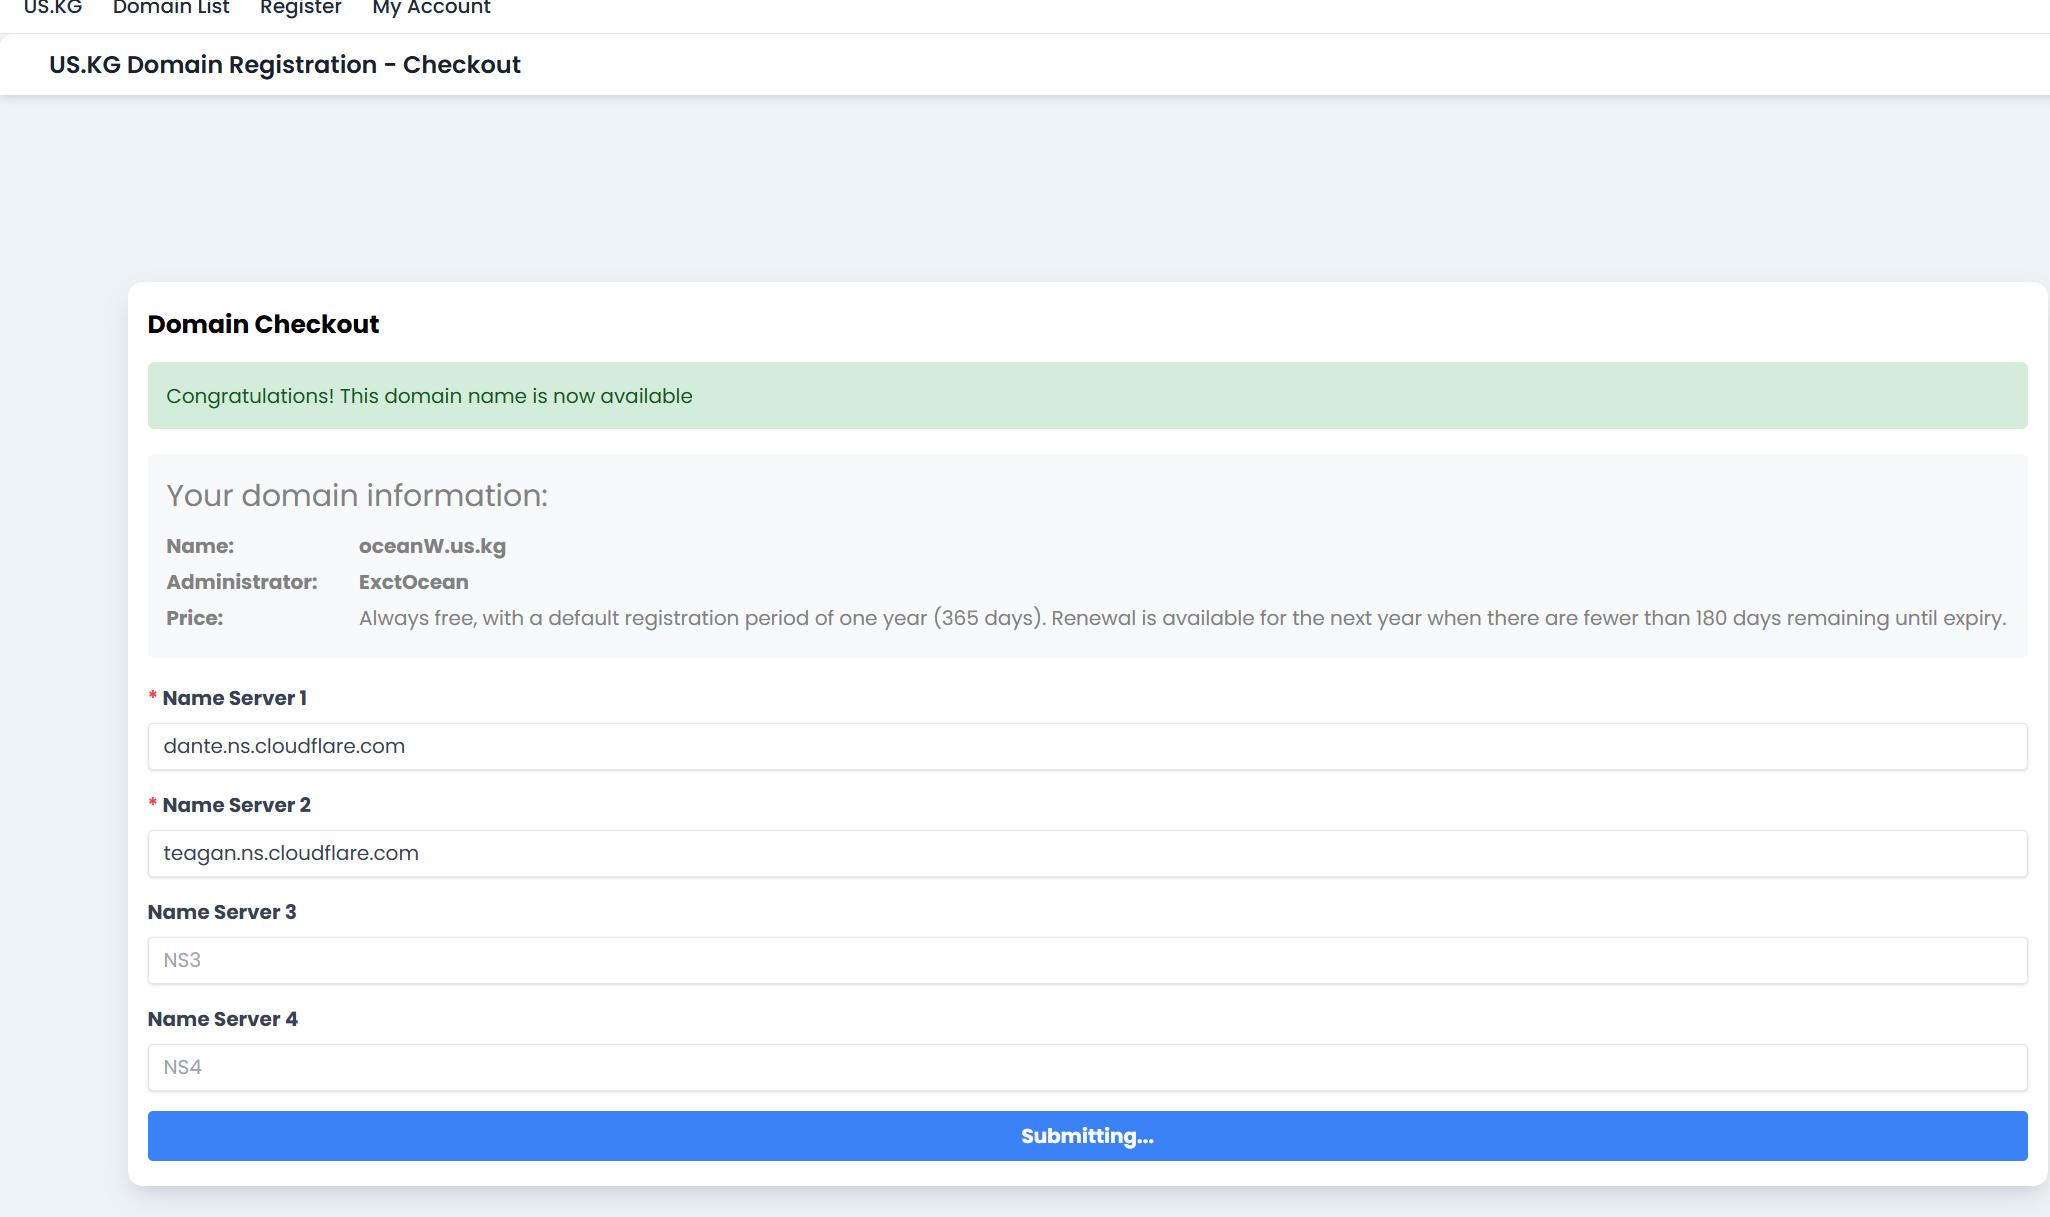 US.KG Domain List Register My Account
US.KG Domain Registration - Checkout
Domain Checkout
Congratulations! This domain name is now available
Your domain information:
Name: oceanW.us.kg
Administrator: ExctOcean
Price: Always free, with a default registration period of one year (365 days). Renewal is available for the next year when there are fewer than 180 days remaining until expiry.
* Name Server 1
dante.ns.cloudflare.com
* Name Server 2
teagan.ns.cloudflare.com
Name Server 3
NS3
Name Server 4
NS4
Submitting...